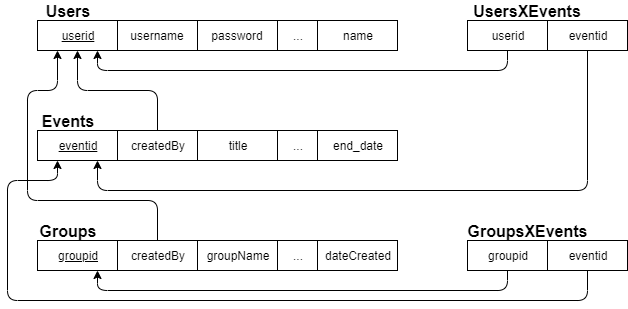 Users UsersXEvents
userid username password ... name userid eventid
Events
eventid createdBy title ... end_date
Groups GroupsXEvents
groupid createdBy groupName ... dateCreated groupid eventid